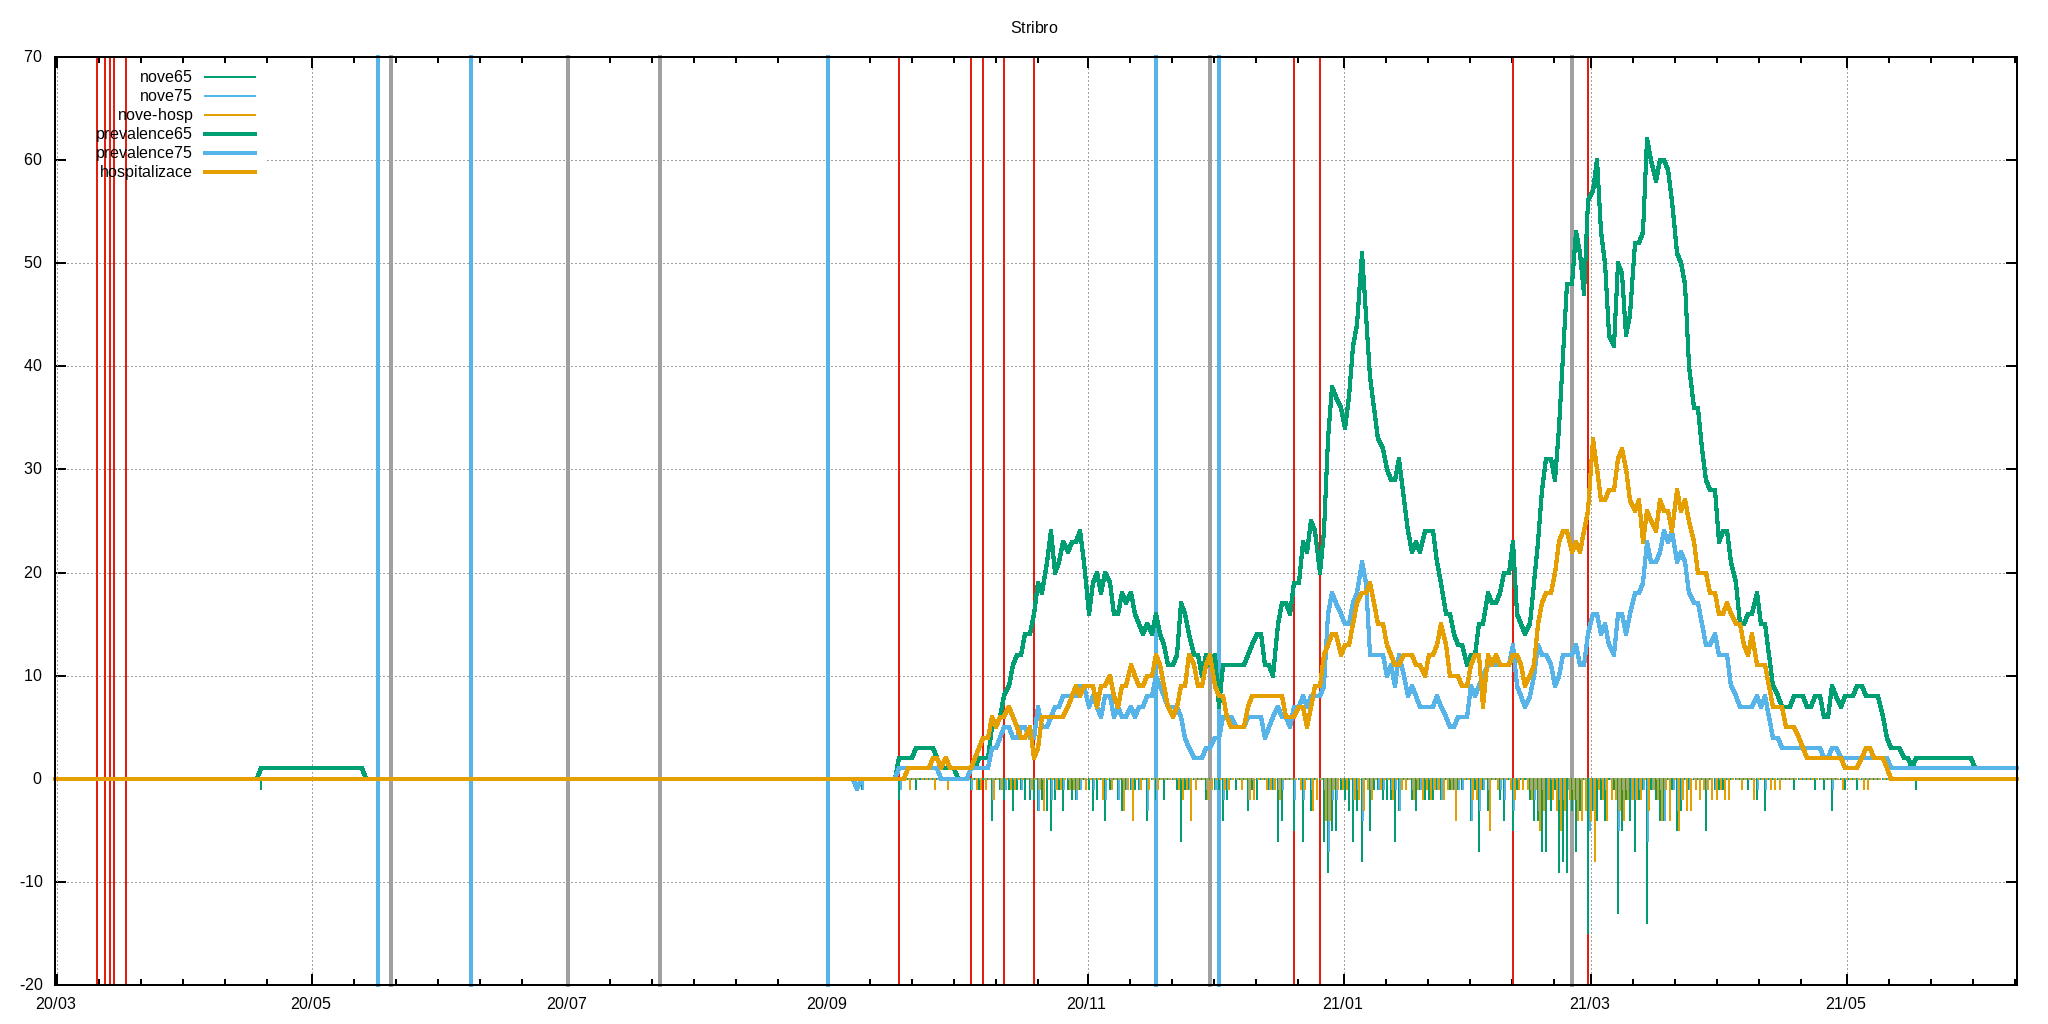 Stribro
70
60
50
40
30
20
10
0
-10
-20
nove65
nove75
nove-hosp
prevalence65
prevalence75
hospitalizace
20/03 20/05 20/07 20/09 20/11 21/01 21/03 21/05